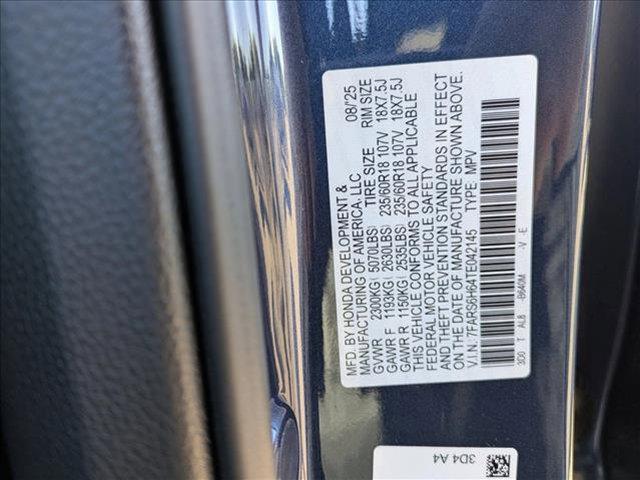 MFD. BY HONDA DEVELOPMENT & 08/25
MANUFACTURING OF AMERICA, LLC
TIRE SIZE RIM SIZE
GVWR 2300KG(5070LBS)
GAWR F 1193KG(2630LBS) 235/60R18 107V 18X7.5J
GAWR R 1150KG(2535LBS) 235/60R18 107V 18X7.5J
THIS VEHICLE CONFORMS TO ALL APPLICABLE
FEDERAL MOTOR VEHICLE SAFETY
AND THEFT PREVENTION STANDARDS IN EFFECT
ON THE DATE OF MANUFACTURE SHOWN ABOVE.
V.I.N. 7FARS6H64TE042145 TYPE: MPV
3D0 T AL8 -B640M -V -E
3D4 A4